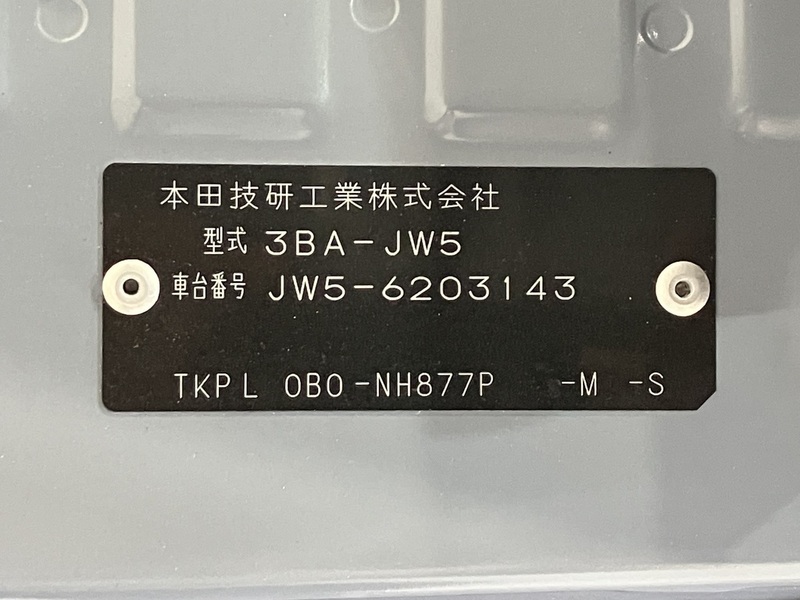 本田技研工業株式会社
型式 3BA-JW5
車台番号 JW5-6203143
TKPL 0B0-NH877P -M -S